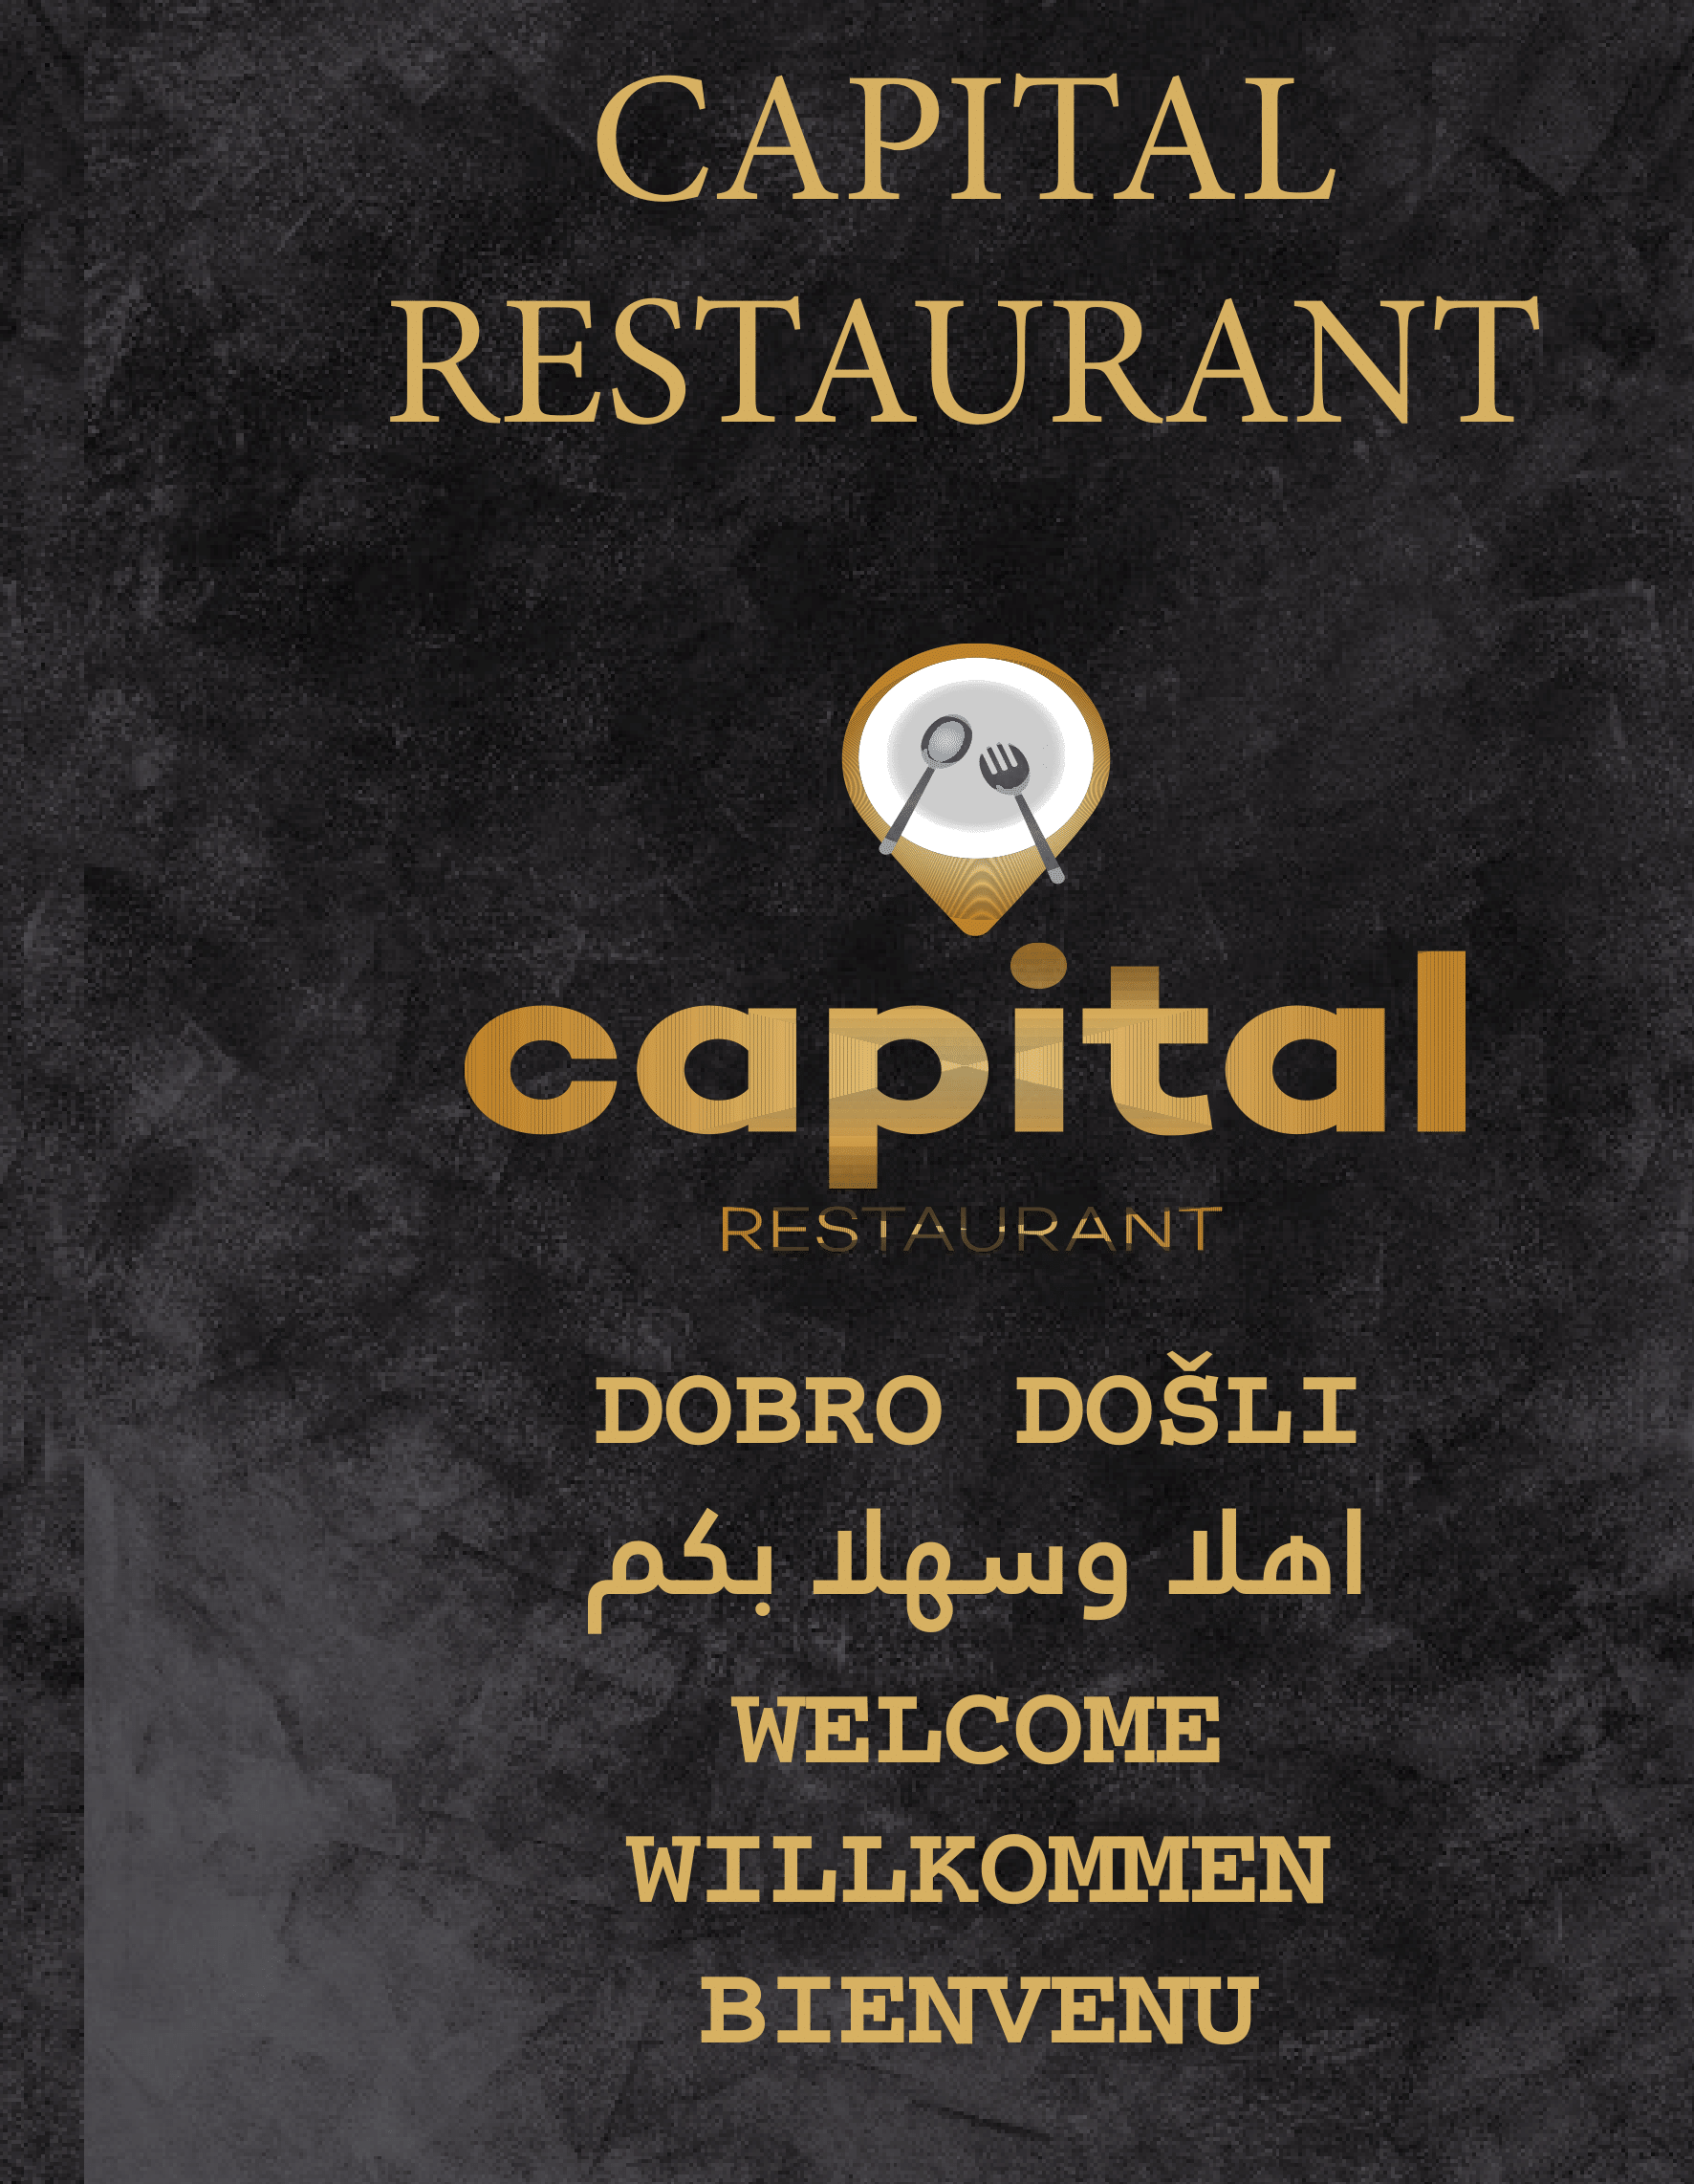 CAPITAL
RESTAURANT
capital
RESTAURANT
DOBRO DOŠLI
اهلا وسهلا بكم
WELCOME
WILLKOMMEN
BIENVENU